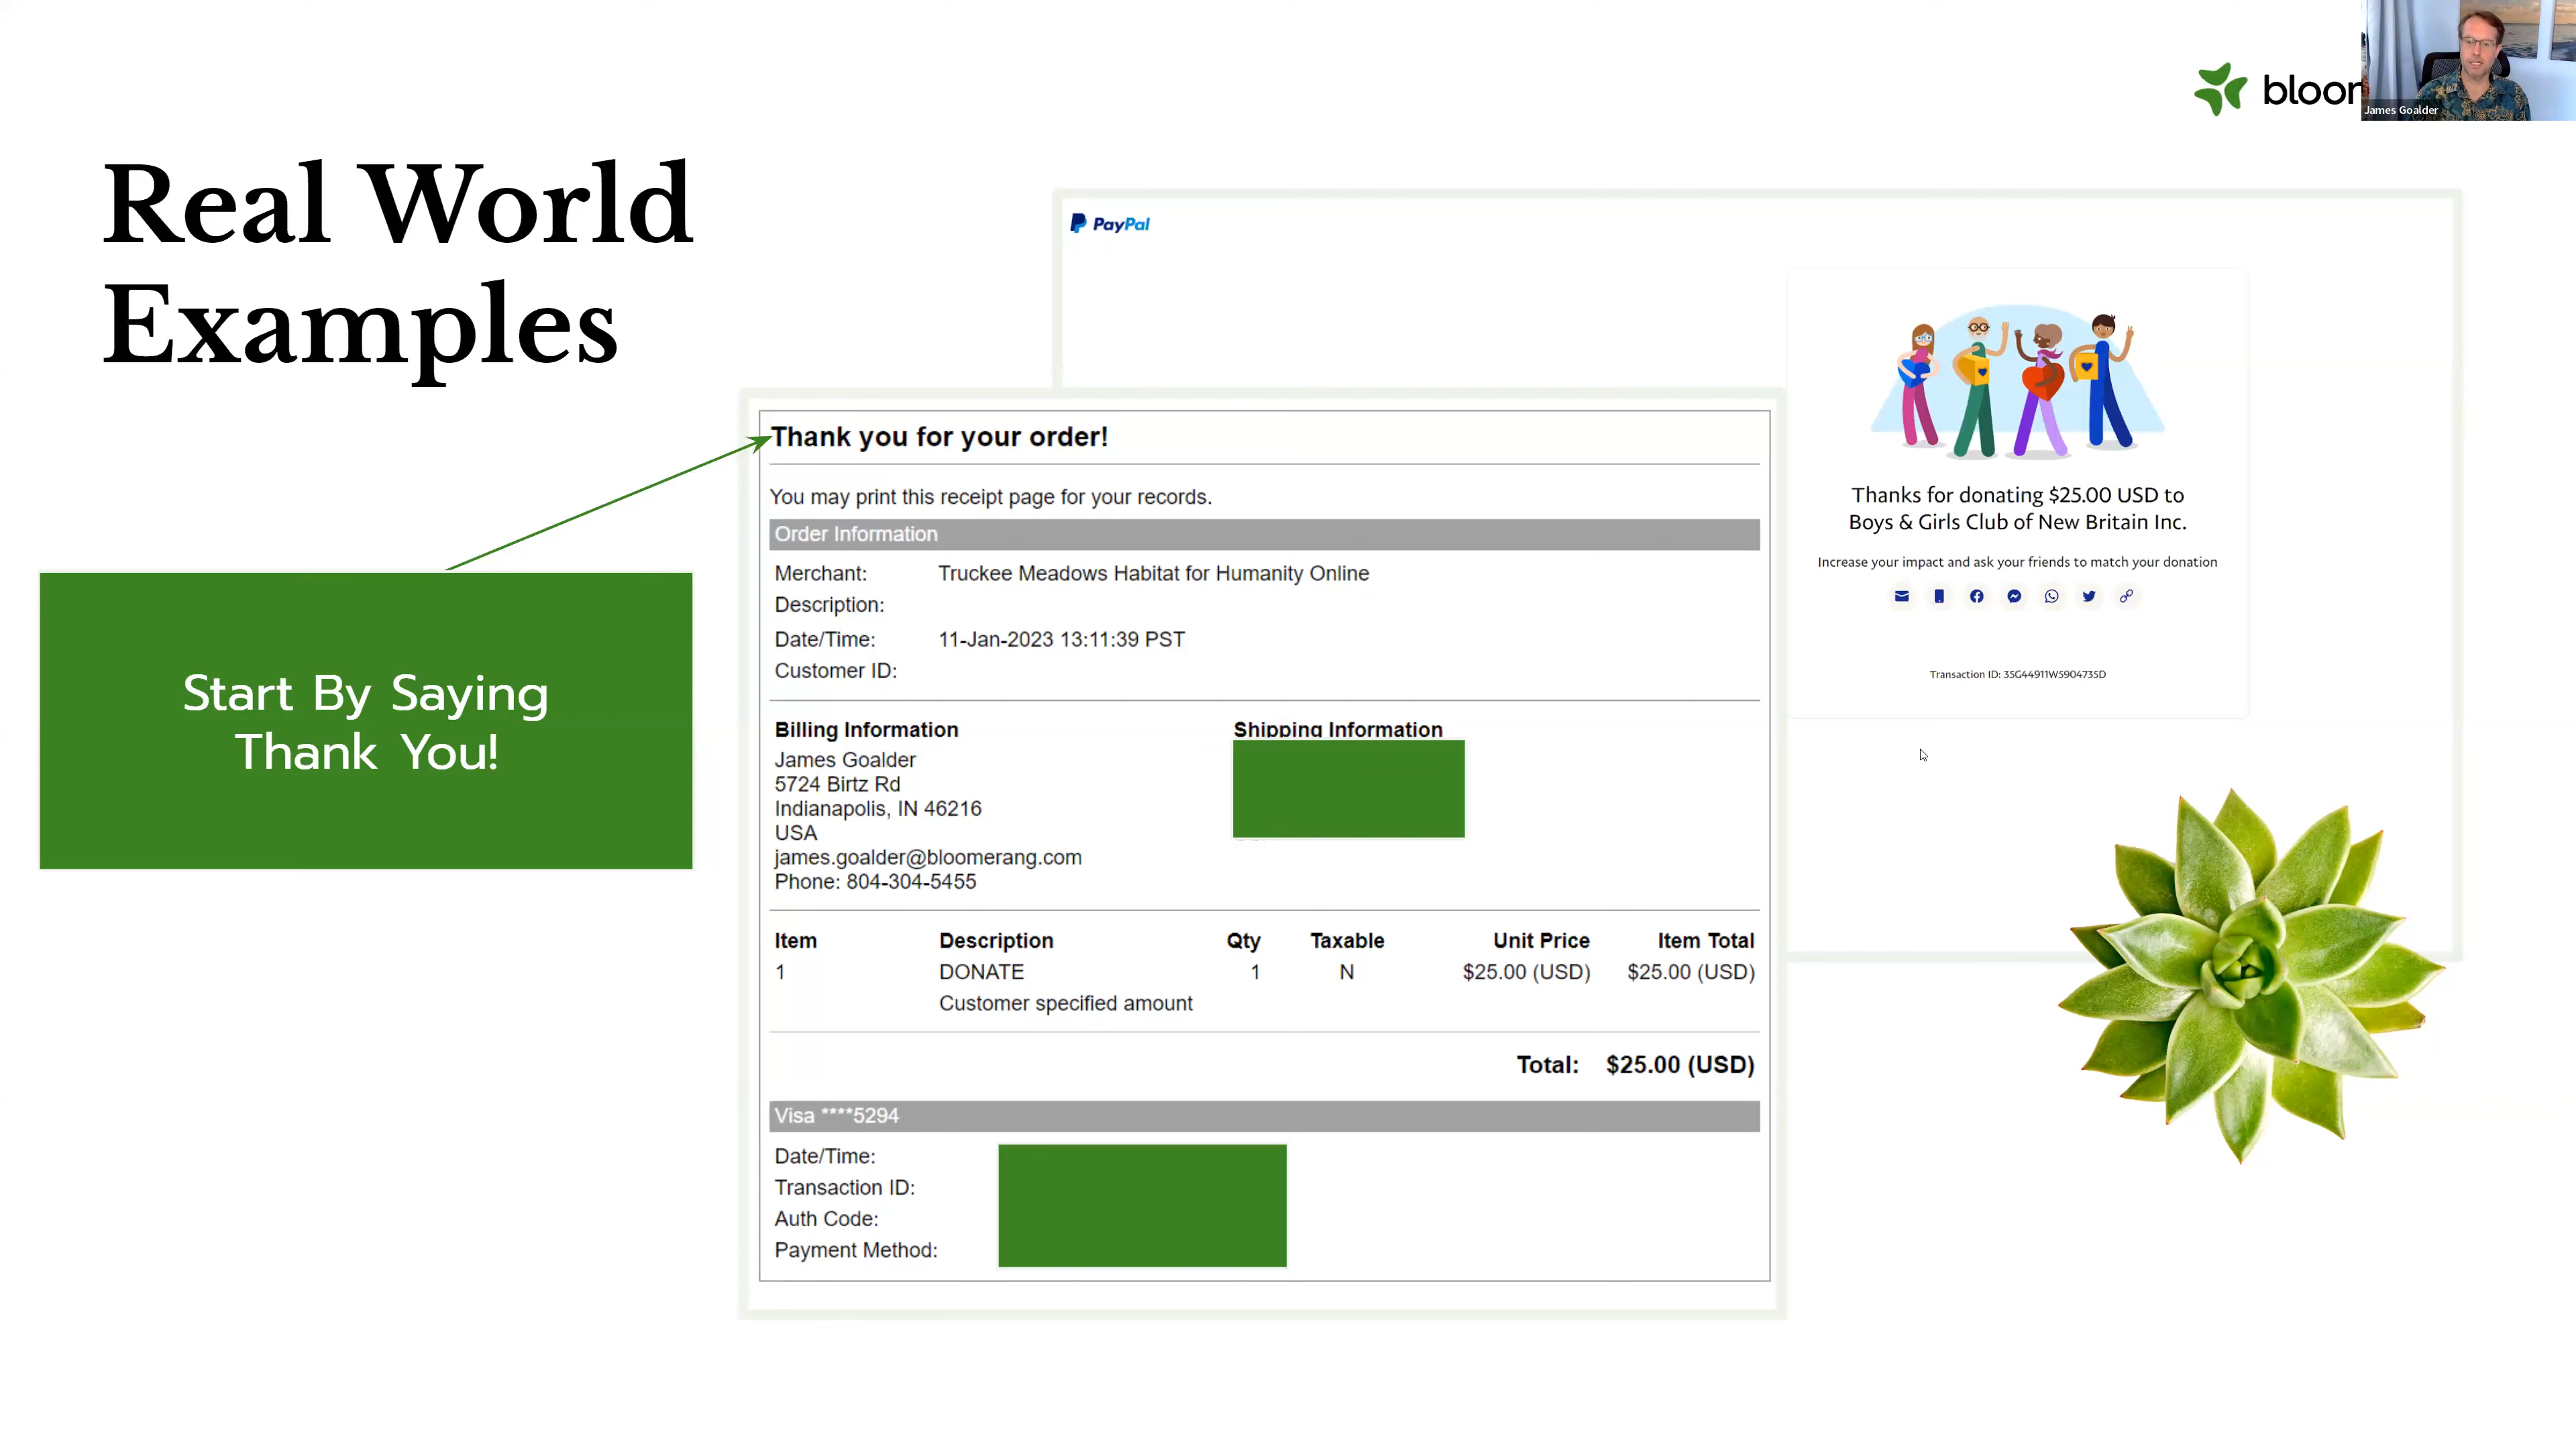 bloom
James Goalder
Real World
Examples
PayPal
Thanks for donating $25.00 USD to
Boys & Girls Club of New Britain Inc.
Increase your impact and ask your friends to match your donation
Transaction ID: 35G44911W5904735D
Start By Saying
Thank You!
Thank you for your order!
You may print this receipt page for your records.
Order Information
Merchant: Truckee Meadows Habitat for Humanity Online
Description:
Date/Time: 11-Jan-2023 13:11:39 PST
Customer ID:
Billing Information Shipping Information
James Goalder
5724 Birtz Rd
Indianapolis, IN 46216
USA
james.goalder@bloomerang.com
Phone: 804-304-5455
Item Description Qty Taxable Unit Price Item Total
1 DONATE 1 N $25.00 (USD) $25.00 (USD)
Customer specified amount
Total: $25.00 (USD)
Visa ****5294
Date/Time:
Transaction ID:
Auth Code:
Payment Method: